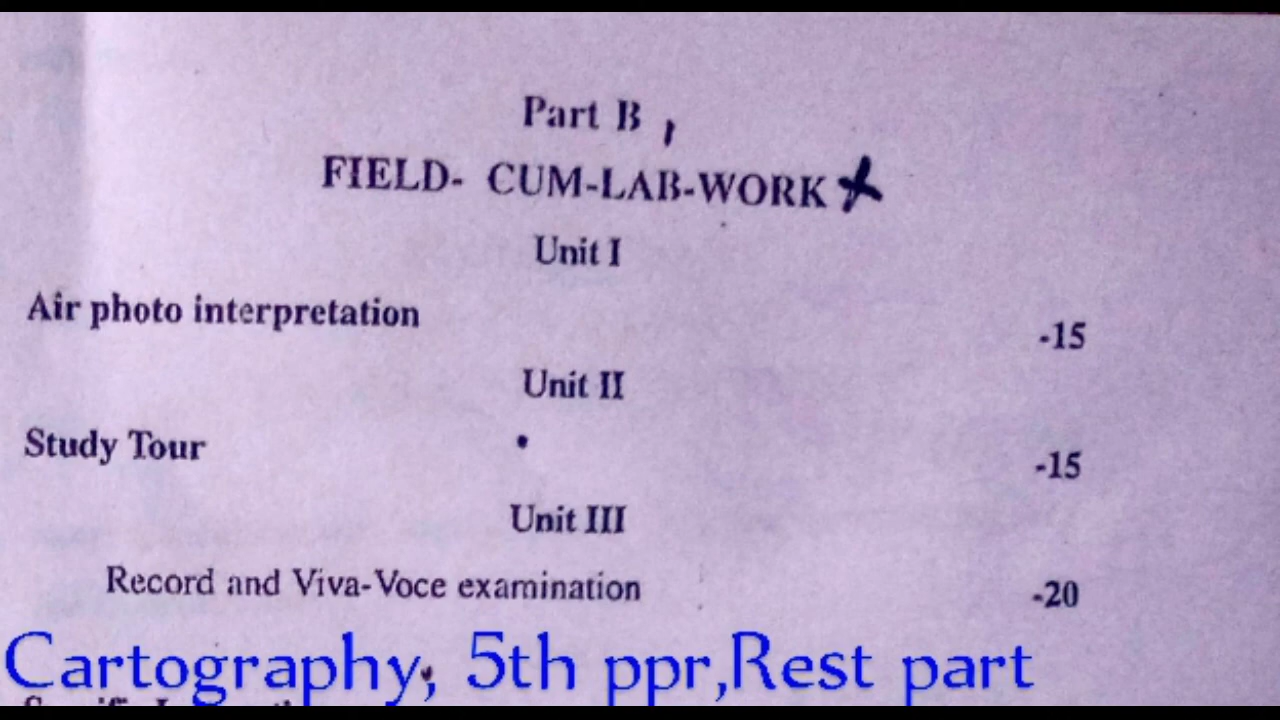 Part B
FIELD- CUM-LAB-WORK
Unit I
Air photo interpretation
-15
Unit II
Study Tour
-15
Unit III
Record and Viva-Voce examination
-20
Cartography, 5th ppr,Rest part